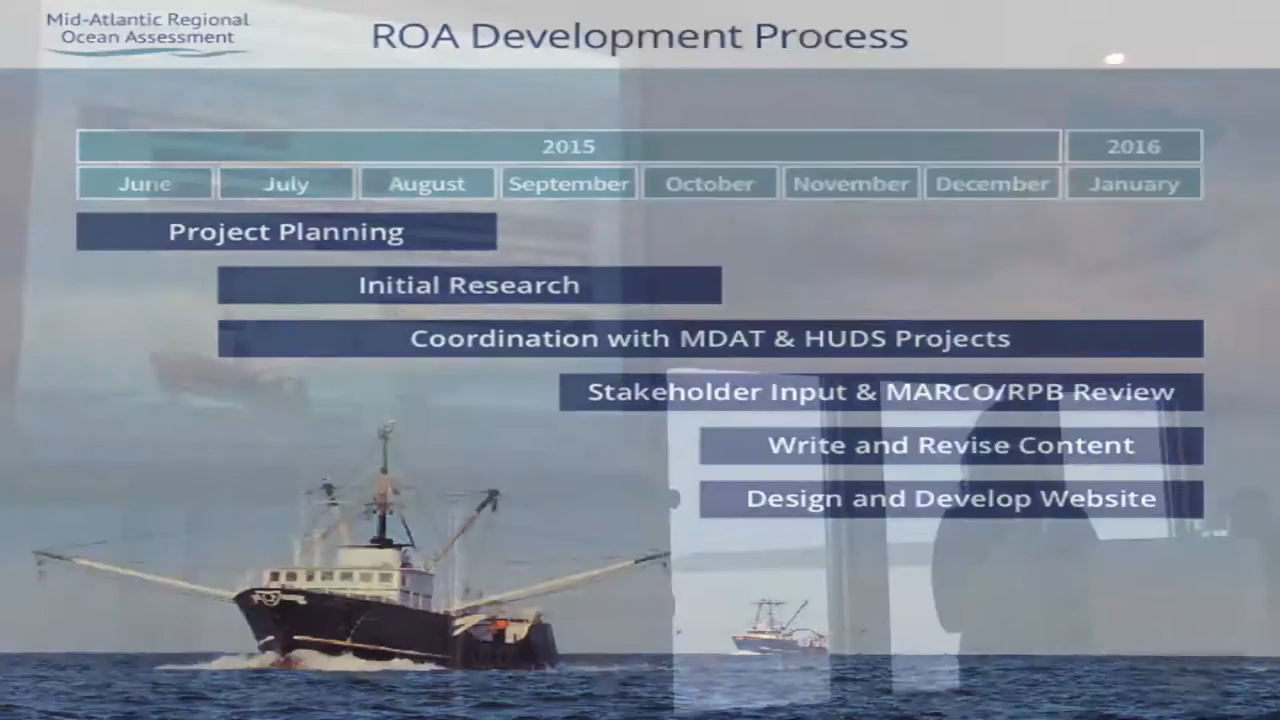 Mid-Atlantic Regional
Ocean Assessment
ROA Development Process
2015
2016
June
July
August
September
October
November
December
January
Project Planning
Initial Research
Coordination with MDAT & HUDS Projects
Stakeholder Input & MARCO/RPB Review
Write and Revise Content
Design and Develop Website